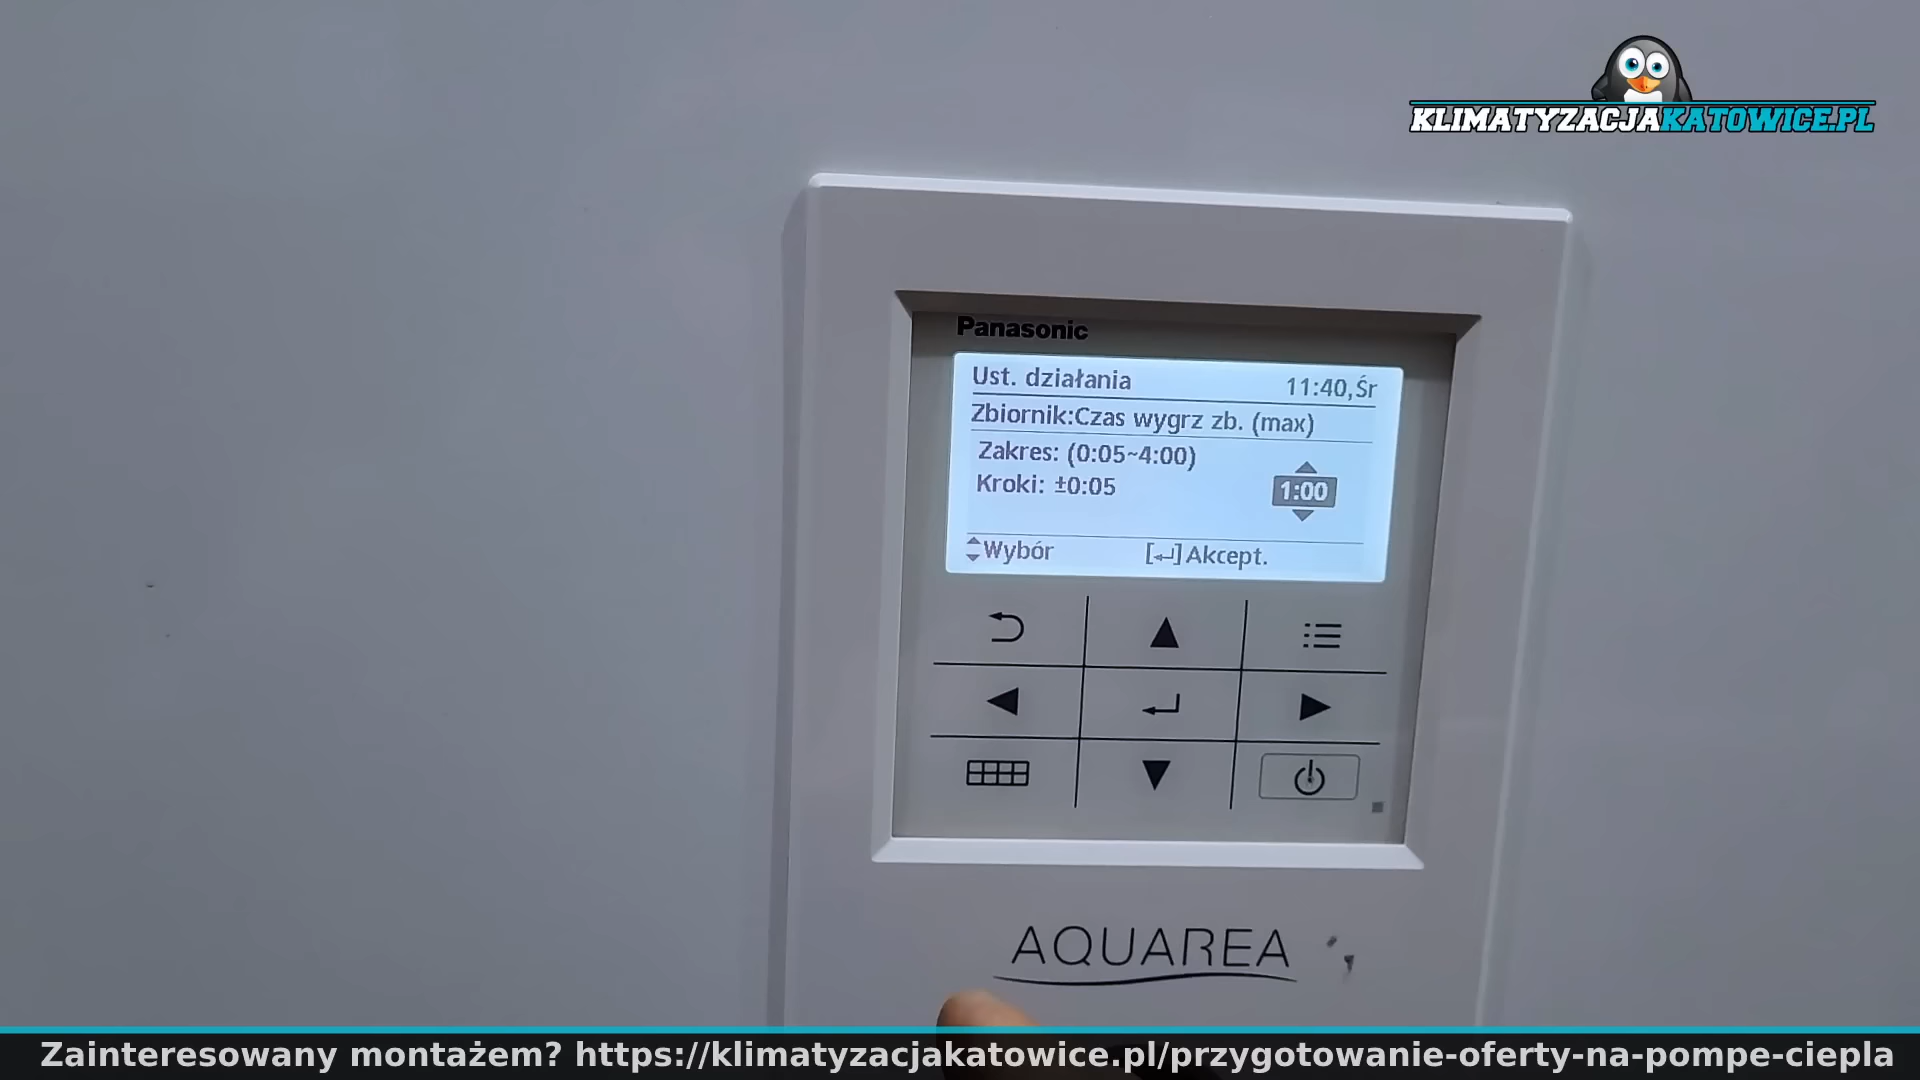 KLIMATYZACJAKATOWICE.PL
Panasonic
Ust. działania 11:40,Śr
Zbiornik:Czas wygrz zb. (max)
Zakres: (0:05~4:00)
Kroki: ±0:05
1:00
Wybór [↵]Akcept.
AQUAREA
Zainteresowany montażem? https://klimatyzacjakatowice.pl/przygotowanie-oferty-na-pompe-ciepla